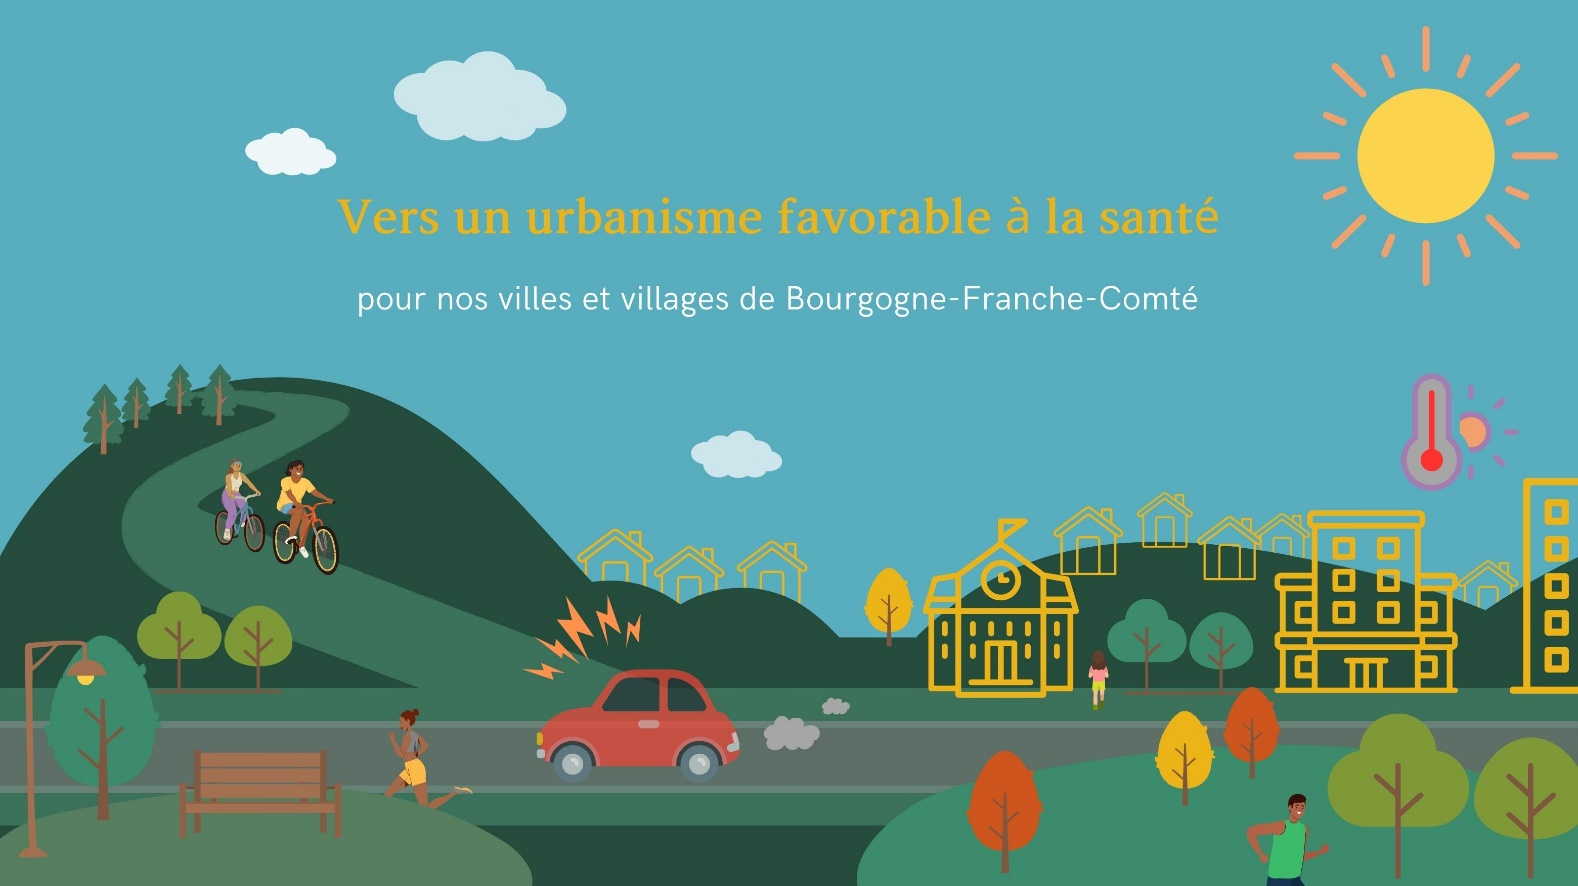 Vers un urbanisme favorable à la santé
pour nos villes et villages de Bourgogne-Franche-Comté